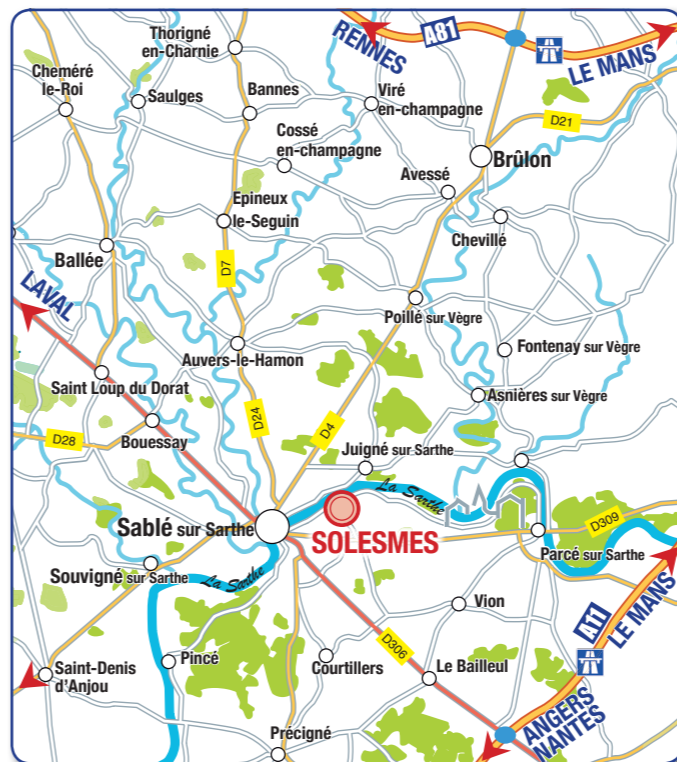 Thorigné
en-Charnie
RENNES
A81
LE MANS
Cheméré
le-Roi
Saulges
Bannes
Viré
en-champagne
D21
Cossé
en-champagne
Brûlon
Avessé
Epineux
le-Seguin
Chevillé
Ballée
D7
LAVAL
Poillé sur Vègre
Auvers-le-Hamon
Fontenay sur Vègre
Saint Loup du Dorat
Asnières sur Vègre
D24
D4
D28
Bouessay
Juigné sur Sarthe
La Sarthe
La Sarthe
Sablé sur Sarthe
SOLESMES
D309
Parcé sur Sarthe
Souvigné sur Sarthe
La Sarthe
A11
LE MANS
Vion
Saint-Denis
d'Anjou
Pincé
Courtillers
D306
Le Bailleul
ANGERS
NANTES
Précigné